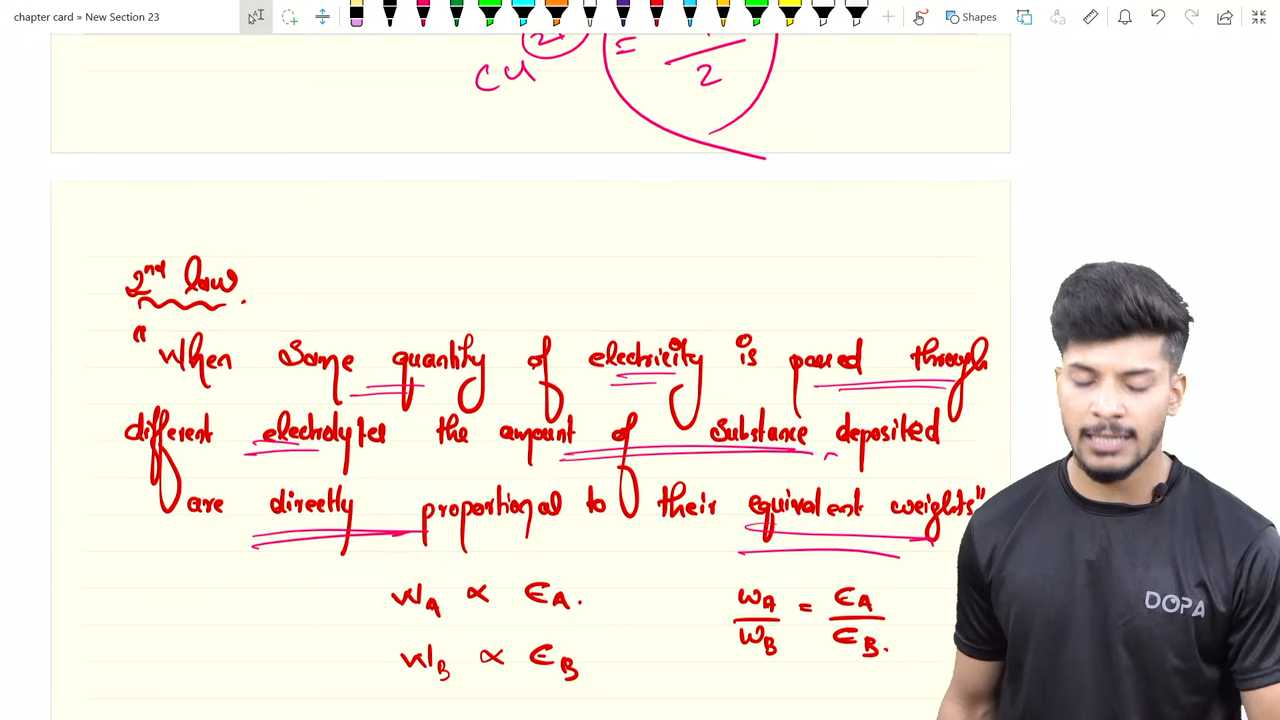 chapter card » New Section 23
Shapes
Cu 2+ = 2
2nd law.
"When Same quantity of electricity is passed through
different electrolytes the amount of substance deposited
are directly proportional to their equivalent weights"
WA ∝ EA.
WA/WB = EA/EB.
WB ∝ EB
DOPA